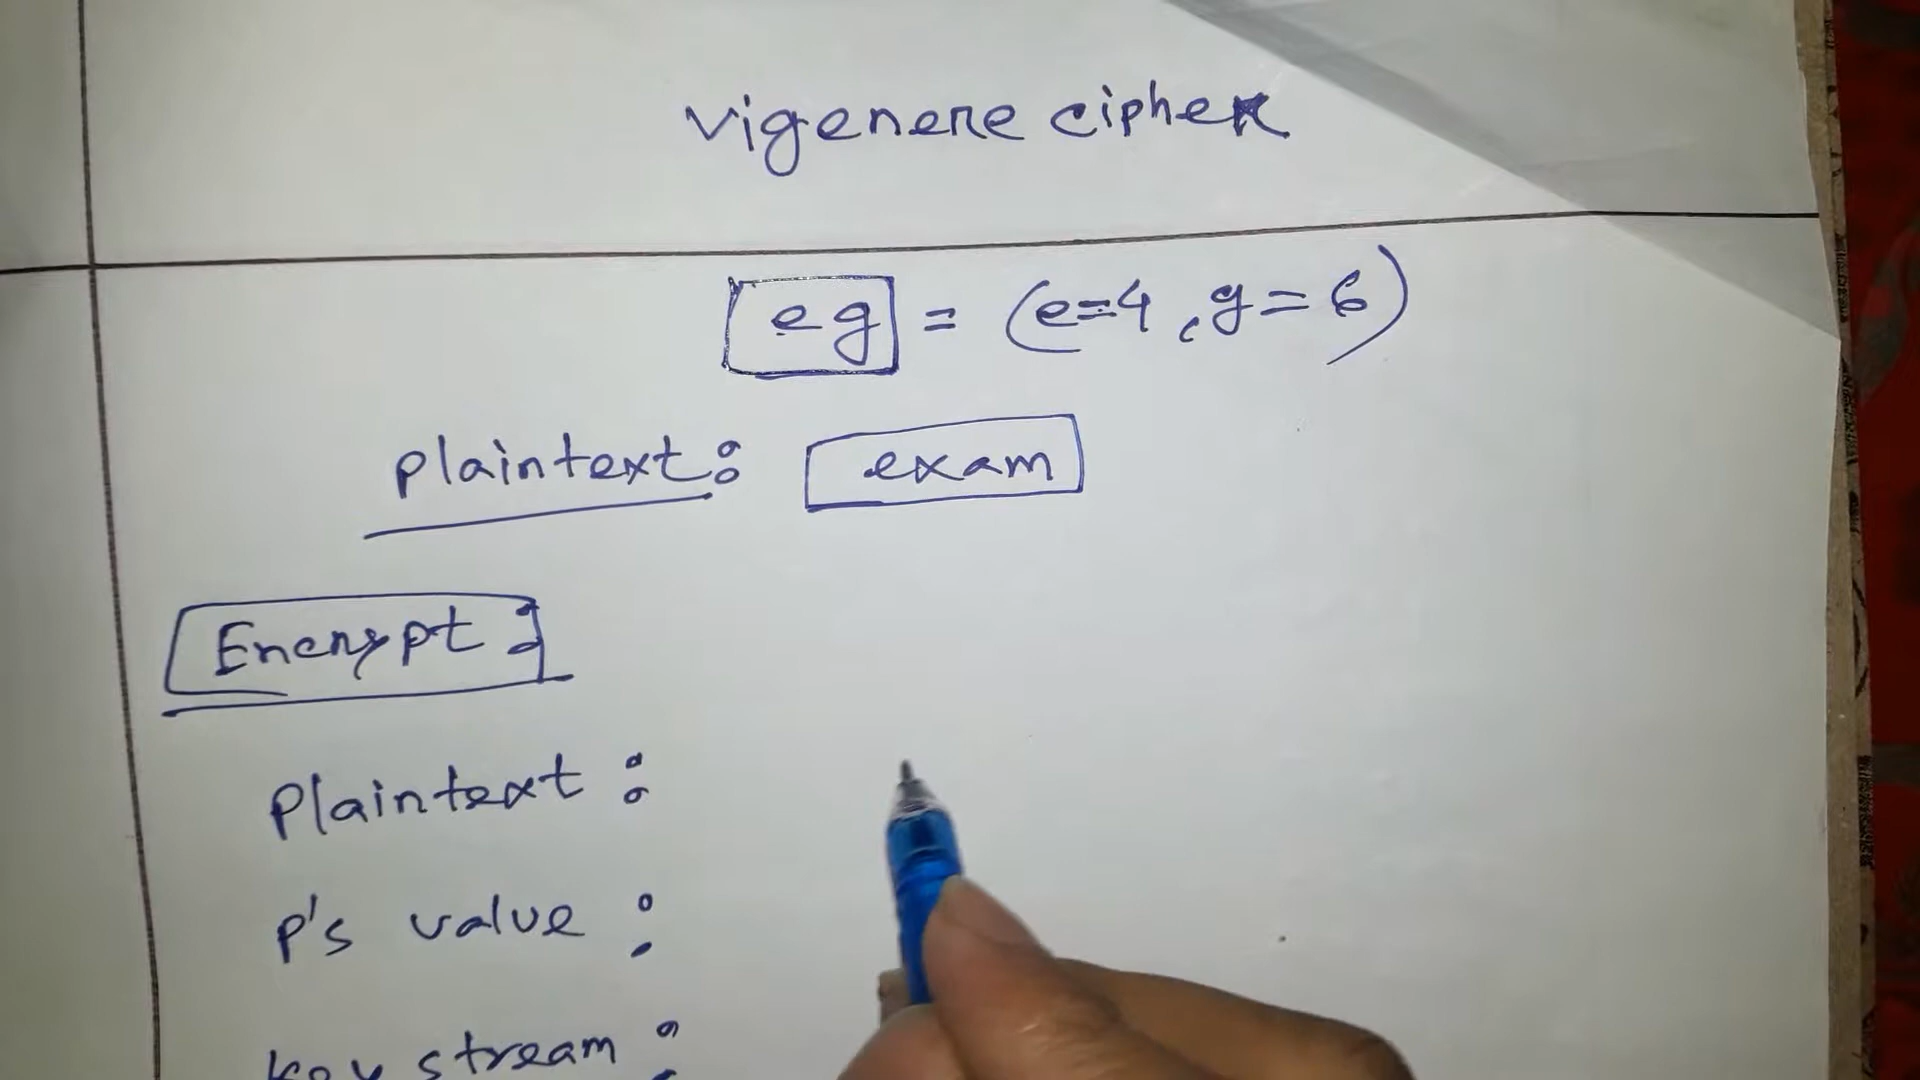 vigenere cipher
eg = (e=4, g=6)
plaintext: exam
Encrypt:
plaintext:
p's value:
key stream: